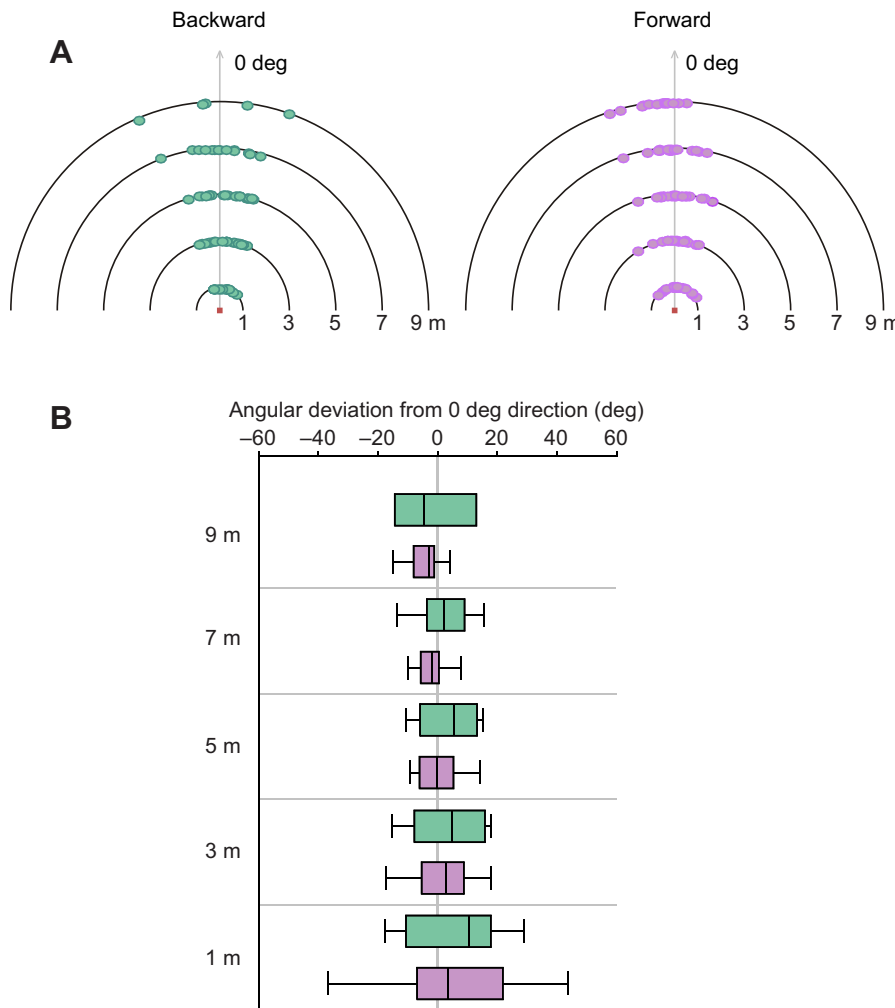 Backward
Forward
A
0 deg
0 deg
1 3 5 7 9 m
1 3 5 7 9 m
B
Angular deviation from 0 deg direction (deg)
–60 –40 –20 0 20 40 60
9 m
7 m
5 m
3 m
1 m